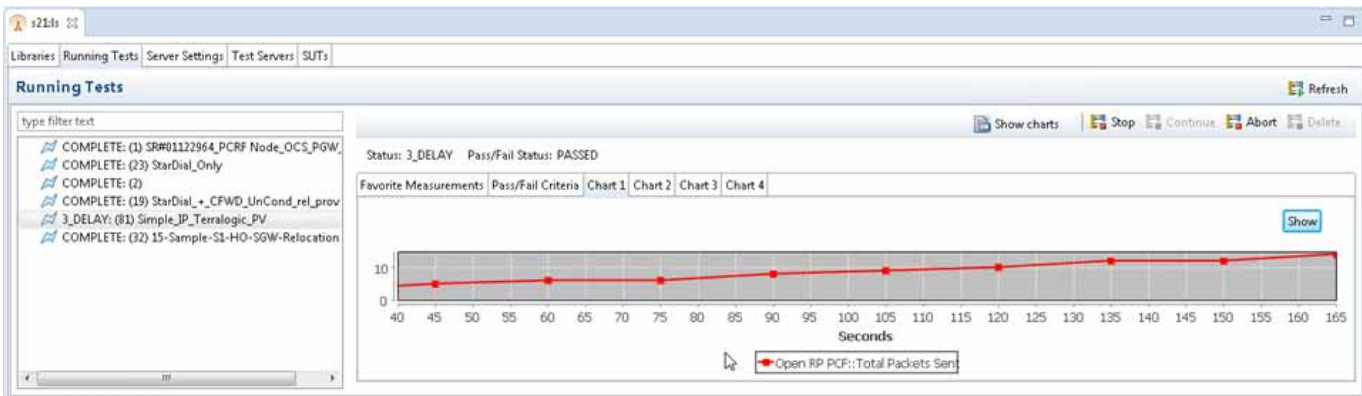 s21:ls
Libraries Running Tests Server Settings Test Servers SUTs
Running Tests
Refresh
type filter text
Show charts Stop Continue Abort Delete
COMPLETE: (1) SR#01122964_PCRF Node_OCS_PGW_
COMPLETE: (23) StarDial_Only
COMPLETE: (2)
COMPLETE: (19) StarDial_+_CFWD_UnCond_rel_prov
3_DELAY: (81) Simple_IP_Terralogic_PV
COMPLETE: (32) 15-Sample-S1-HO-SGW-Relocation
Status: 3_DELAY Pass/Fail Status: PASSED
Favorite Measurements Pass/Fail Criteria Chart 1 Chart 2 Chart 3 Chart 4
Show
10
0
40 45 50 55 60 65 70 75 80 85 90 95 100 105 110 115 120 125 130 135 140 145 150 155 160 165
Seconds
Open RP PCF::Total Packets Sent